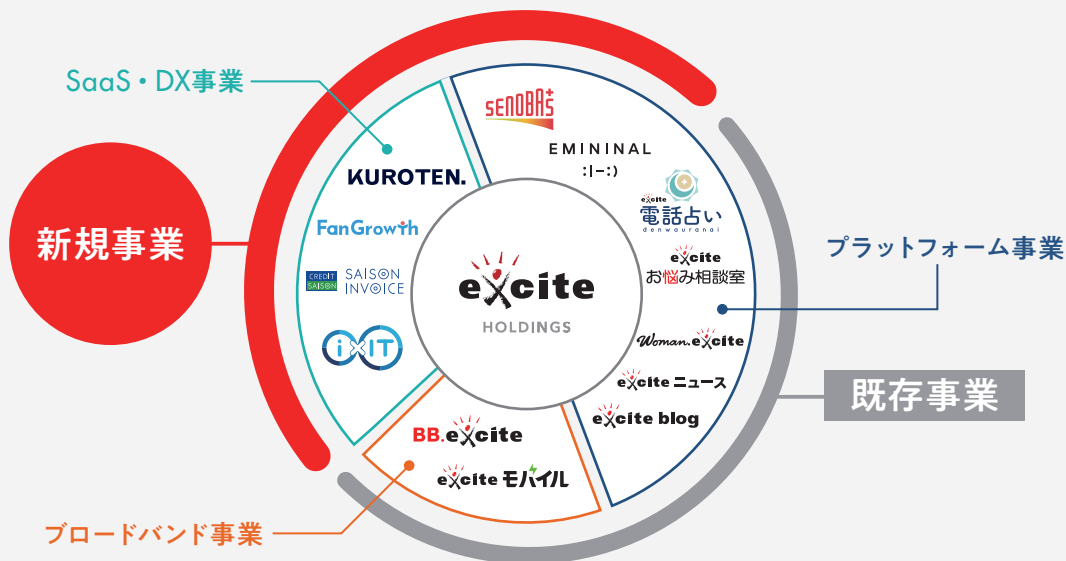 SaaS・DX事業
新規事業
KUROTEN.
FanGrowth
CREDIT
SAISON
SAISON
INVOICE
iXIT
SENOBAS+
EMININAL
:|-:)
excite
電話占い
denwauranai
excite
お悩み相談室
プラットフォーム事業
Woman.excite
excite ニュース
excite blog
既存事業
excite
HOLDINGS
BB.excite
excite モバイル
ブロードバンド事業